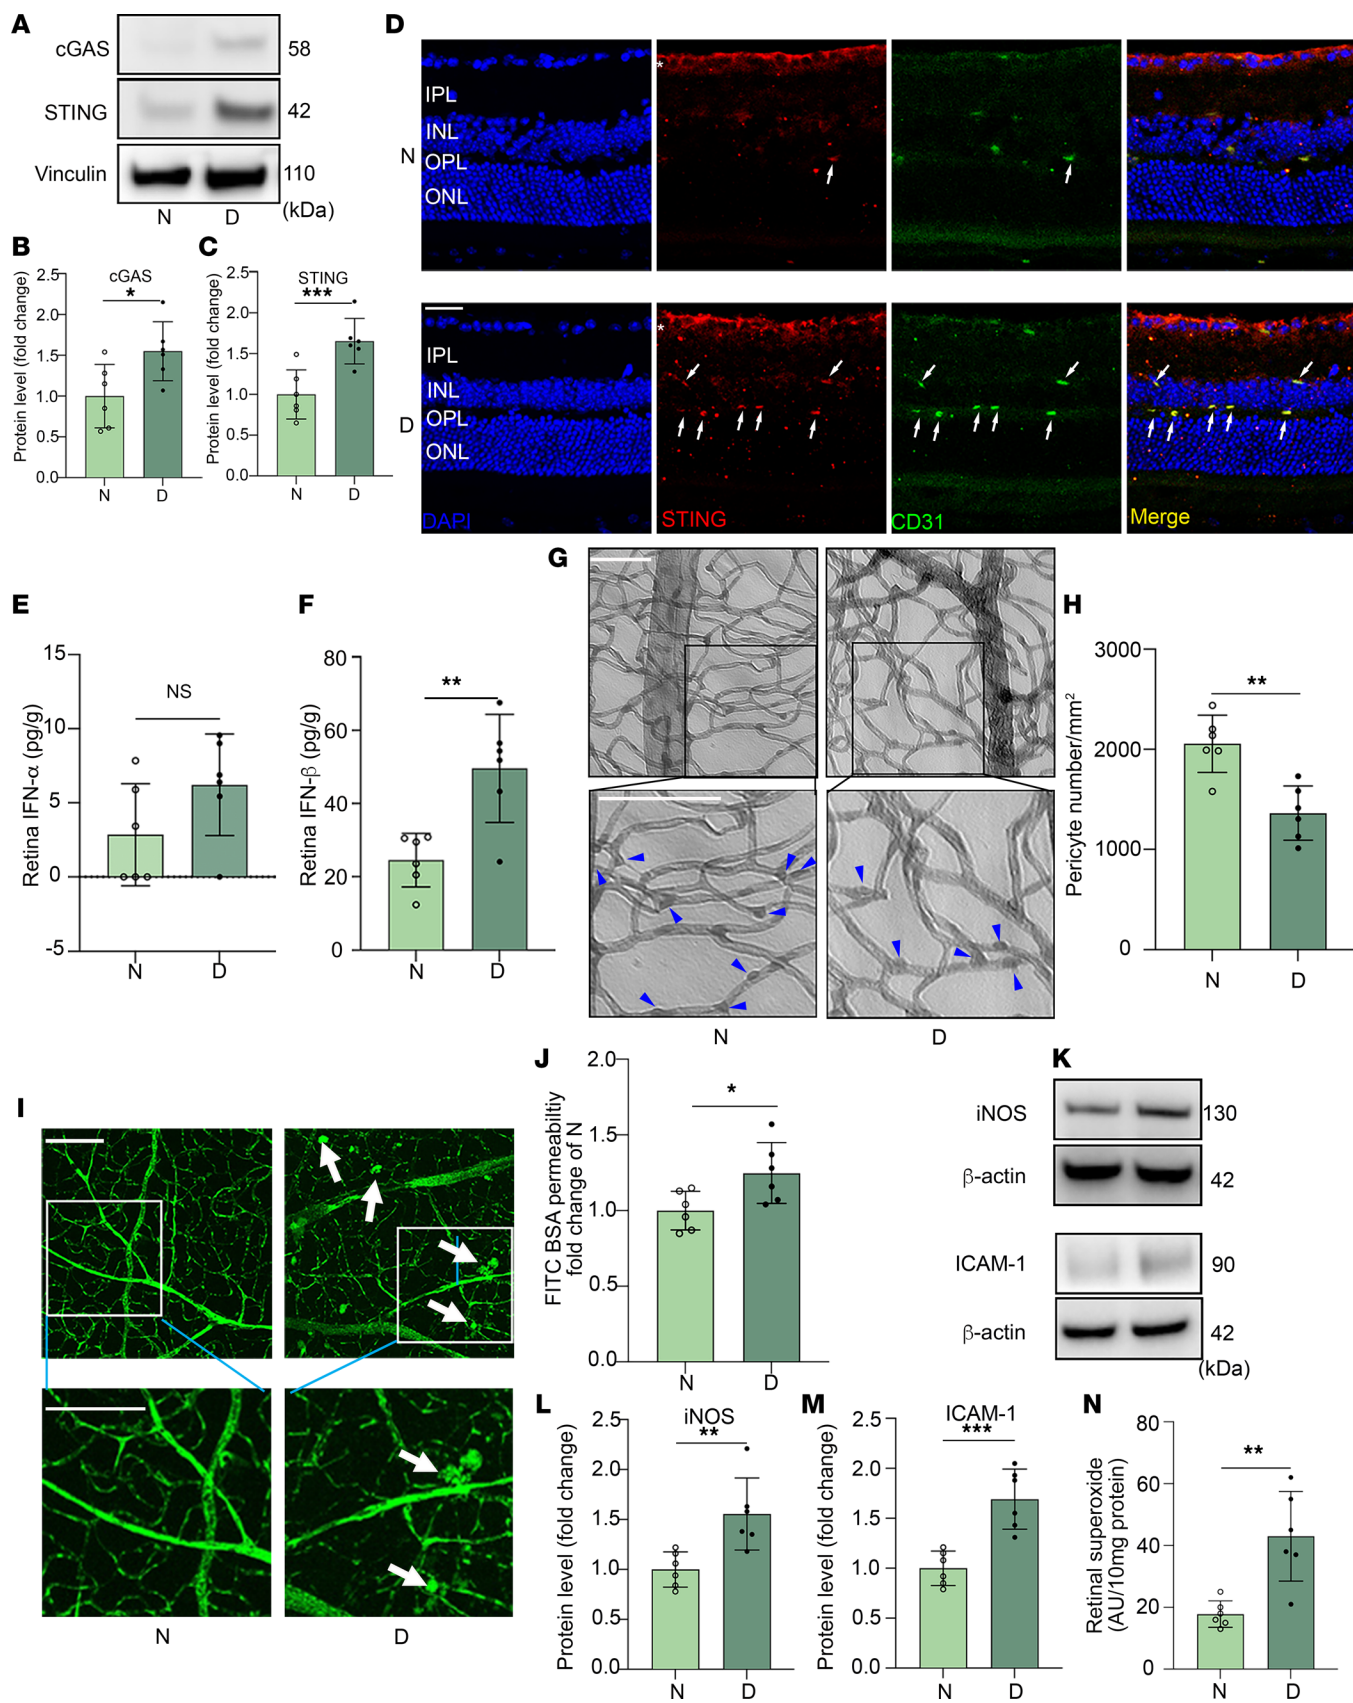 A
cGAS
58
STING
42
Vinculin
110
N
D
(kDa)
B
cGAS
*
Protein level (fold change)
2.5
2.0
1.5
1.0
0.5
0.0
N
D
C
STING
***
Protein level (fold change)
2.5
2.0
1.5
1.0
0.5
0.0
N
D
D
N
IPL
INL
OPL
ONL
*
D
IPL
INL
OPL
ONL
*
DAPI
STING
CD31
Merge
E
Retina IFN-α (pg/g)
15
10
5
0
-5
NS
N
D
F
Retina IFN-β (pg/g)
80
60
40
20
0
**
N
D
G
N
D
H
Pericyte number/mm²
3000
2000
1000
0
**
N
D
I
N
D
J
FITC BSA permeabiltiy
fold change of N
2.0
1.5
1.0
0.5
0.0
*
N
D
K
iNOS
130
β-actin
42
ICAM-1
90
β-actin
42
(kDa)
L
iNOS
**
Protein level (fold change)
2.5
2.0
1.5
1.0
0.5
0.0
N
D
M
ICAM-1
***
Protein level (fold change)
2.5
2.0
1.5
1.0
0.5
0.0
N
D
N
Retinal superoxide
(AU/10mg protein)
80
60
40
20
0
**
N
D